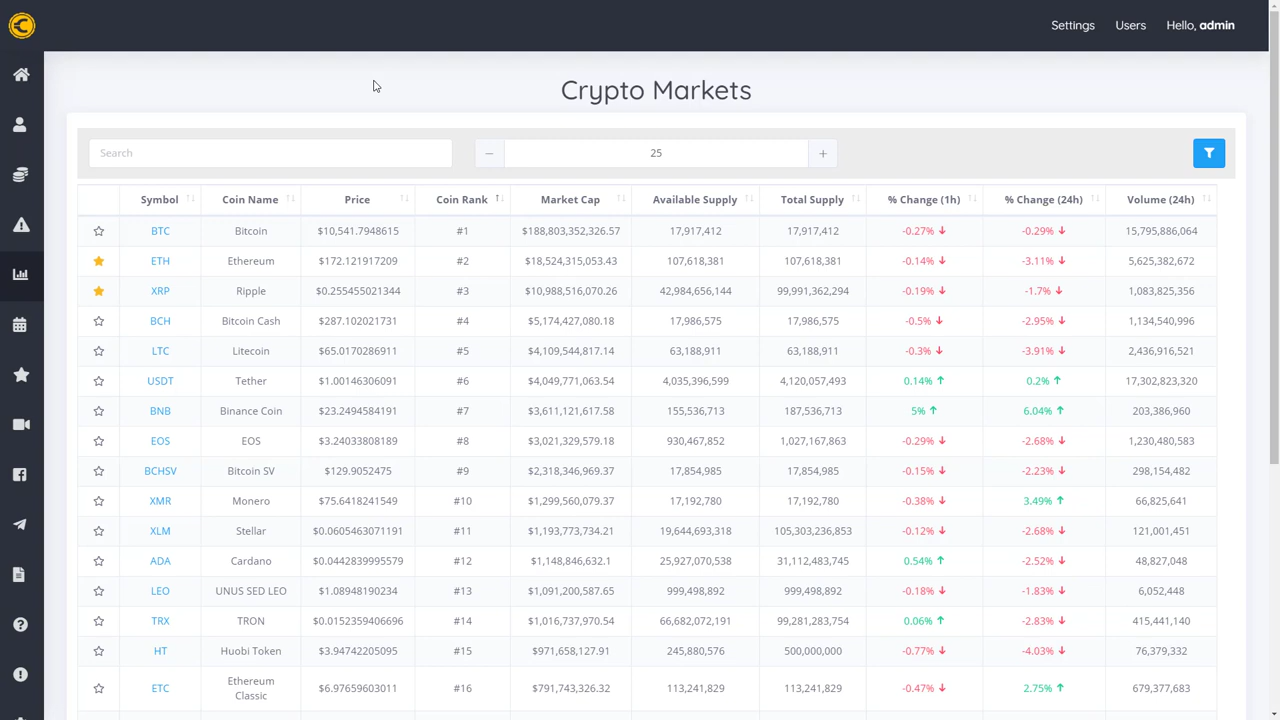 Settings Users Hello, admin
Crypto Markets
Search 25
Symbol Coin Name Price Coin Rank Market Cap Available Supply Total Supply % Change (1h) % Change (24h) Volume (24h)
BTC Bitcoin $10,541.7948615 #1 $188,803,352,326.57 17,917,412 17,917,412 -0.27% -0.29% 15,795,886,064
ETH Ethereum $172.121917209 #2 $18,524,315,053.43 107,618,381 107,618,381 -0.14% -3.11% 5,625,382,672
XRP Ripple $0.255455021344 #3 $10,988,516,070.26 42,984,656,144 99,991,362,294 -0.19% -1.7% 1,083,825,356
BCH Bitcoin Cash $287.102021731 #4 $5,174,427,080.18 17,986,575 17,986,575 -0.5% -2.95% 1,134,540,996
LTC Litecoin $65.0170286911 #5 $4,109,544,817.14 63,188,911 63,188,911 -0.3% -3.91% 2,436,916,521
USDT Tether $1.00146306091 #6 $4,049,771,063.54 4,035,396,599 4,120,057,493 0.14% 0.2% 17,302,823,320
BNB Binance Coin $23.2494584191 #7 $3,611,121,617.58 155,536,713 187,536,713 5% 6.04% 203,386,960
EOS EOS $3.24033808189 #8 $3,021,329,579.18 930,467,852 1,027,167,863 -0.29% -2.68% 1,230,480,583
BCHSV Bitcoin SV $129.9052475 #9 $2,318,346,969.37 17,854,985 17,854,985 -0.15% -2.23% 298,154,482
XMR Monero $75.6418241549 #10 $1,299,560,079.37 17,192,780 17,192,780 -0.38% 3.49% 66,825,641
XLM Stellar $0.0605463071191 #11 $1,193,773,734.21 19,644,693,318 105,303,236,853 -0.12% -2.68% 121,001,451
ADA Cardano $0.0442839995579 #12 $1,148,846,632.1 25,927,070,538 31,112,483,745 0.54% -2.52% 48,827,048
LEO UNUS SED LEO $1.08948190234 #13 $1,091,200,587.65 999,498,892 999,498,892 -0.18% -1.83% 6,052,448
TRX TRON $0.0152359406696 #14 $1,016,737,970.54 66,682,072,191 99,281,283,754 0.06% -2.83% 415,441,140
HT Huobi Token $3.94742205095 #15 $971,658,127.91 245,880,576 500,000,000 -0.77% -4.03% 76,379,332
ETC Ethereum Classic $6.97659603011 #16 $791,743,326.32 113,241,829 113,241,829 -0.47% 2.75% 679,377,683